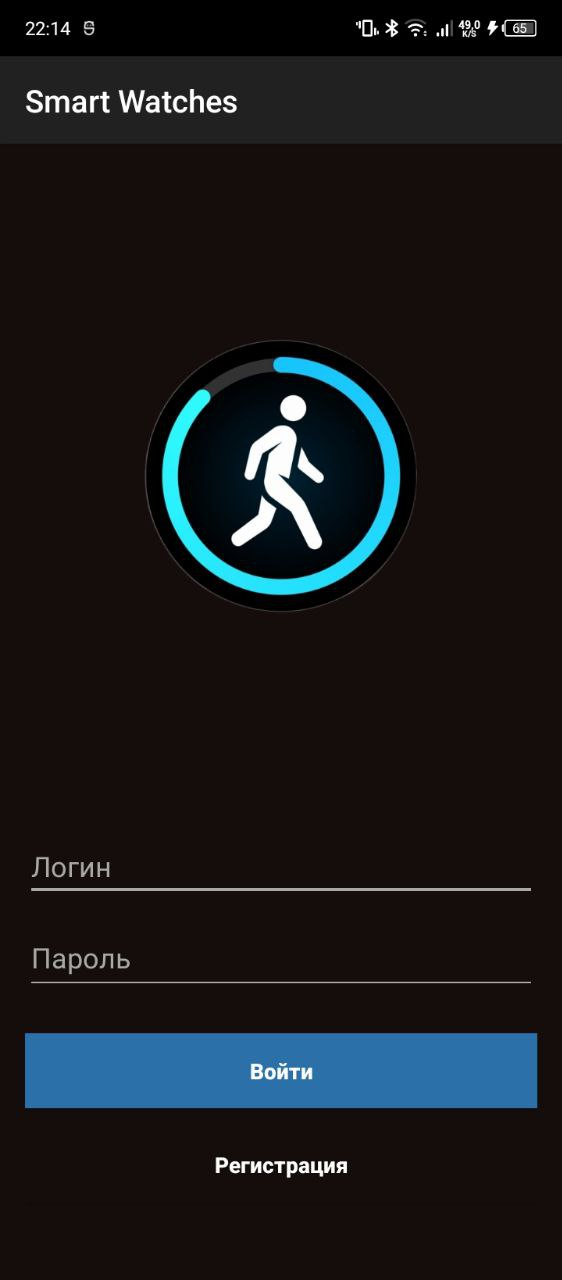 22:14
49,0
K/S
65
Smart Watches
Логин
Пароль
Войти
Регистрация